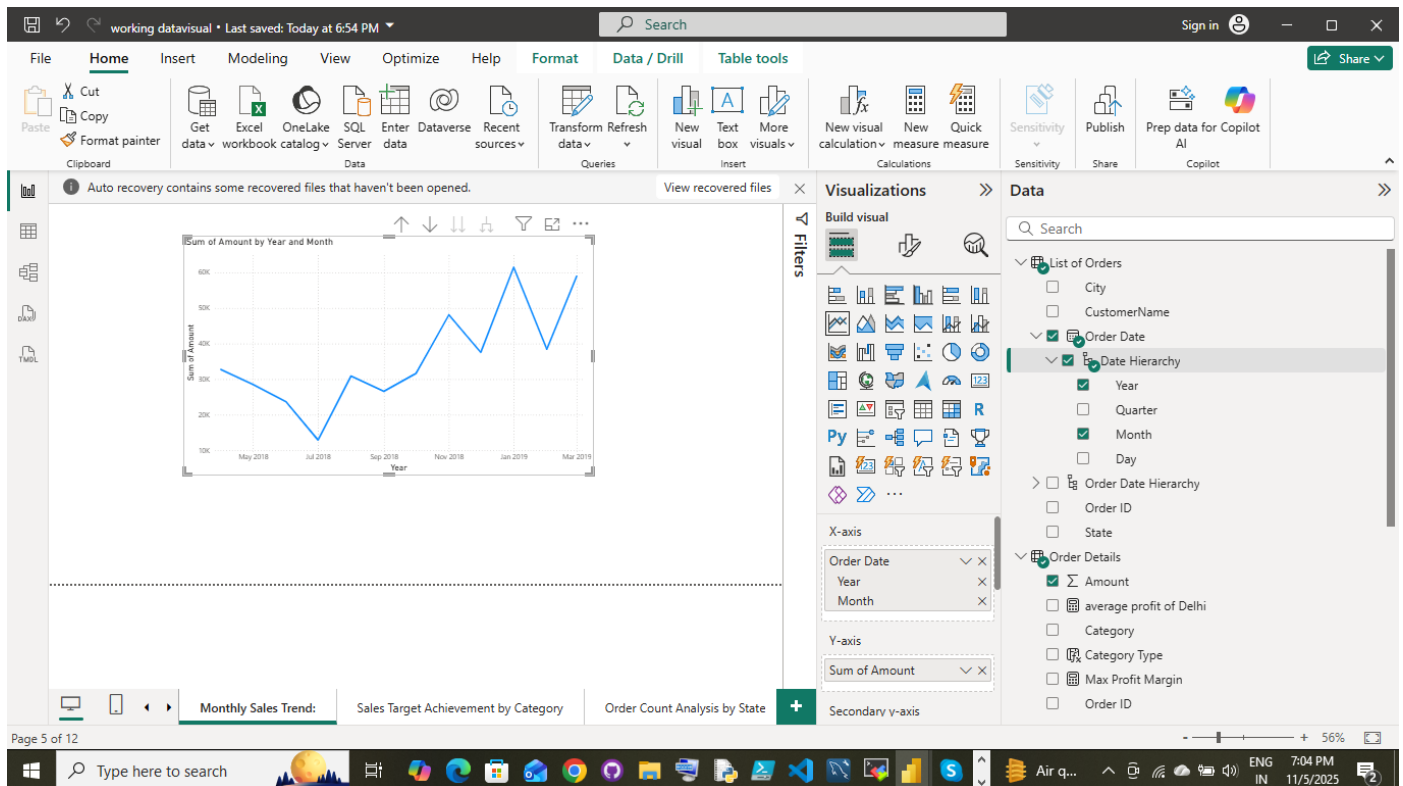 working datavisual • Last saved: Today at 6:54 PM
Search
Sign in
File Home Insert Modeling View Optimize Help Format Data / Drill Table tools
Share
Paste
Cut
Copy
Format painter
Clipboard
Get data
Excel workbook
OneLake catalog
SQL Server
Enter data
Dataverse
Recent sources
Data
Transform data
Refresh
Queries
New visual
Text box
More visuals
Insert
New visual calculation
New measure
Quick measure
Calculations
Sensitivity
Sensitivity
Publish
Share
Prep data for AI
Copilot
Copilot
Auto recovery contains some recovered files that haven't been opened.
View recovered files
DAX
TMDL
Sum of Amount by Year and Month
Sum of Amount
60K
50K
40K
30K
20K
10K
May 2018 Jul 2018 Sep 2018 Nov 2018 Jan 2019 Mar 2019
Year
Filters
Visualizations
Build visual
123
R
Py
123
X-axis
Order Date
Year
Month
Y-axis
Sum of Amount
Secondary y-axis
Data
Search
List of Orders
City
CustomerName
Order Date
Date Hierarchy
Year
Quarter
Month
Day
Order Date Hierarchy
Order ID
State
Order Details
Amount
average profit of Delhi
Category
Category Type
Max Profit Margin
Order ID
Monthly Sales Trend:
Sales Target Achievement by Category
Order Count Analysis by State
Page 5 of 12
56%
Type here to search
Air q...
ENG
IN
7:04 PM
11/5/2025
2